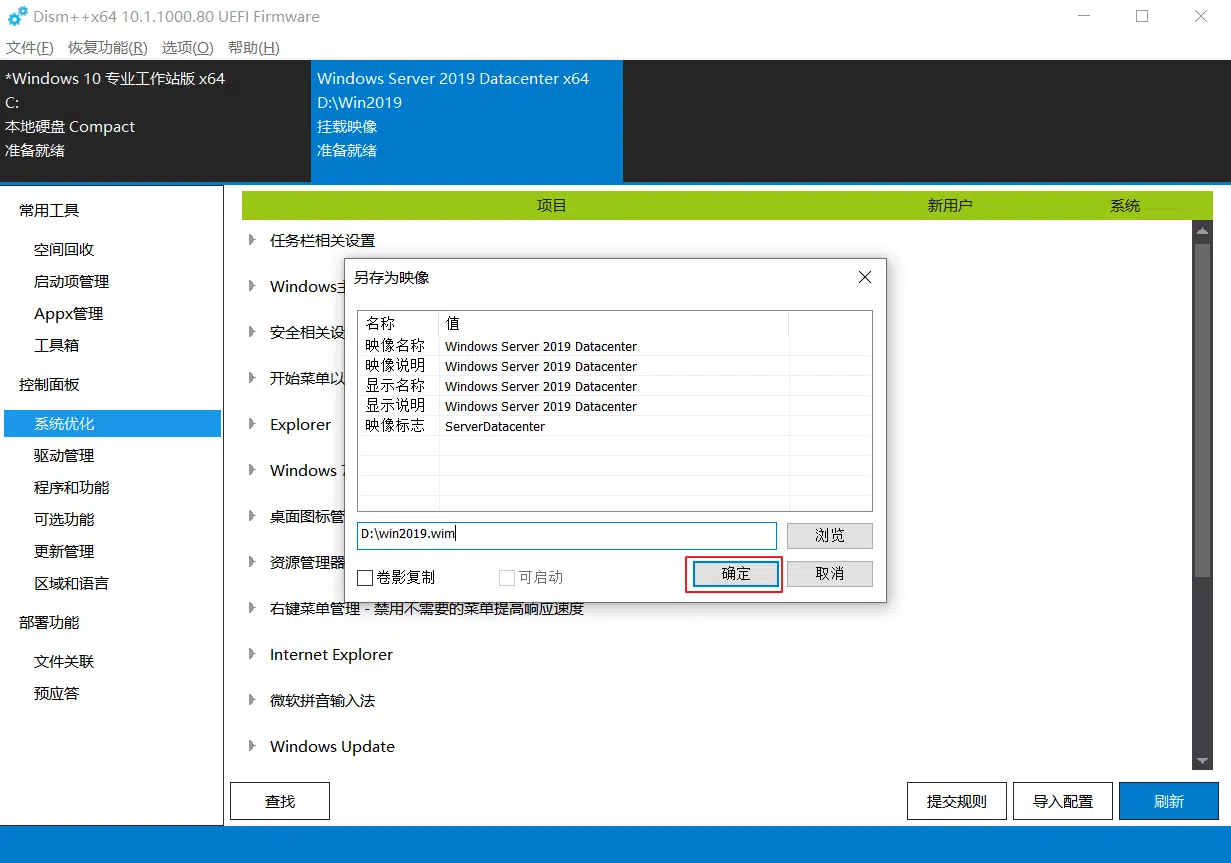 Dism++x64 10.1.1000.80 UEFI Firmware
文件(F) 恢复功能(R) 选项(O) 帮助(H)
*Windows 10 专业工作站版 x64
C:
本地硬盘 Compact
准备就绪
Windows Server 2019 Datacenter x64
D:\Win2019
挂载映像
准备就绪
常用工具
空间回收
启动项管理
Appx管理
工具箱
控制面板
系统优化
驱动管理
程序和功能
可选功能
更新管理
区域和语言
部署功能
文件关联
预应答
项目 新用户 系统
任务栏相关设置
Windows主
安全相关设
开始菜单以
Explorer
Windows 7
桌面图标管
资源管理器
右键菜单管理 - 禁用不需要的菜单提高响应速度
Internet Explorer
微软拼音输入法
Windows Update
另存为映像
名称 值
映像名称 Windows Server 2019 Datacenter
映像说明 Windows Server 2019 Datacenter
显示名称 Windows Server 2019 Datacenter
显示说明 Windows Server 2019 Datacenter
映像标志 ServerDatacenter
D:\win2019.wim 浏览
卷影复制 可启动 确定 取消
查找 提交规则 导入配置 刷新